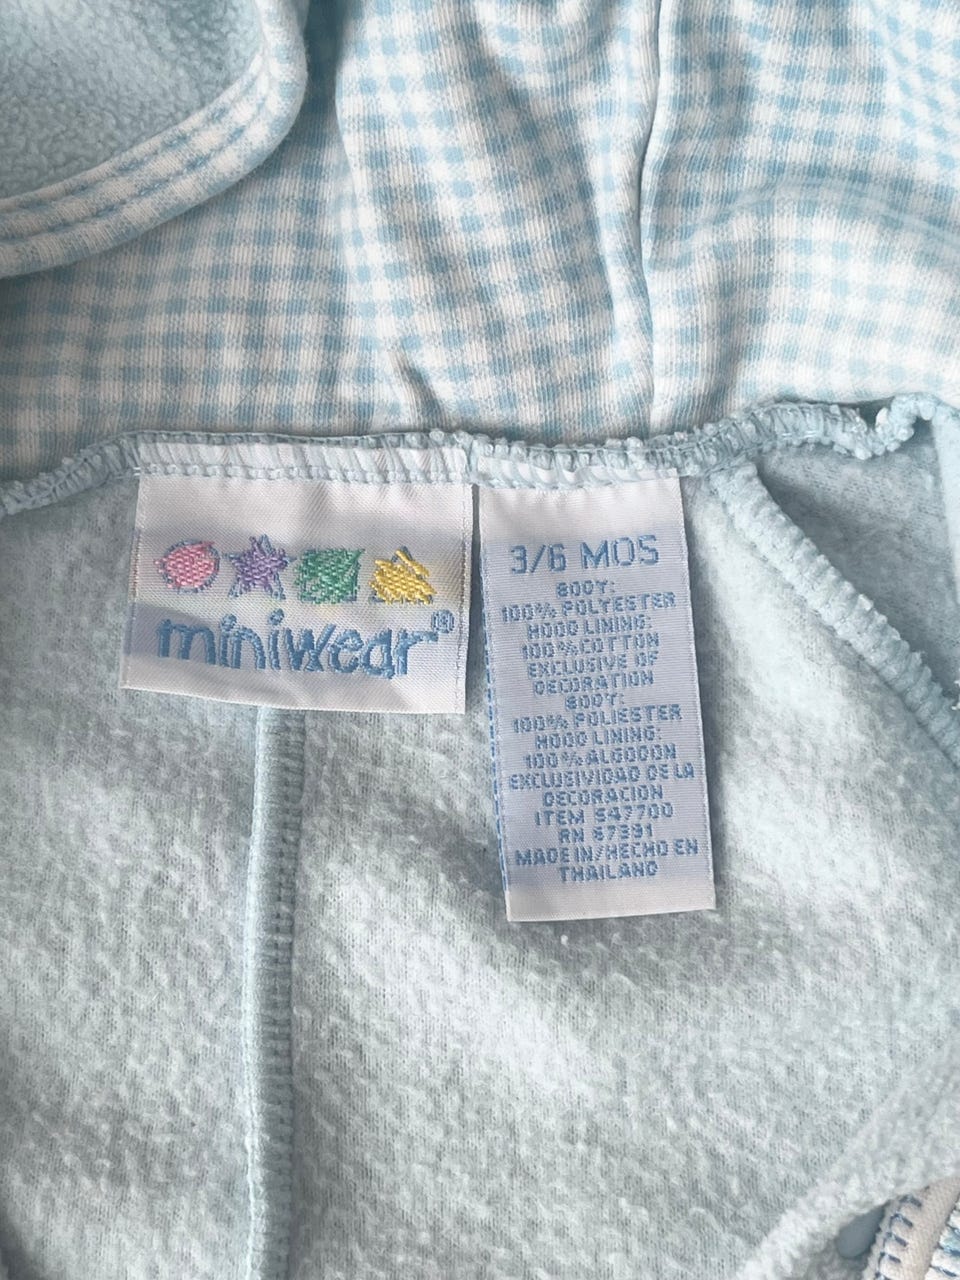 miniwear®
3/6 MOS
BODY:
100% POLYESTER
HOOD LINING:
100% COTTON
EXCLUSIVE OF
DECORATION
BODY:
100% POLIESTER
HOOD LINING:
100% ALGODON
EXCLUSIVIDAD DE LA
DECORACION
ITEM 547700
RN 67391
MADE IN/HECHO EN
THAILAND